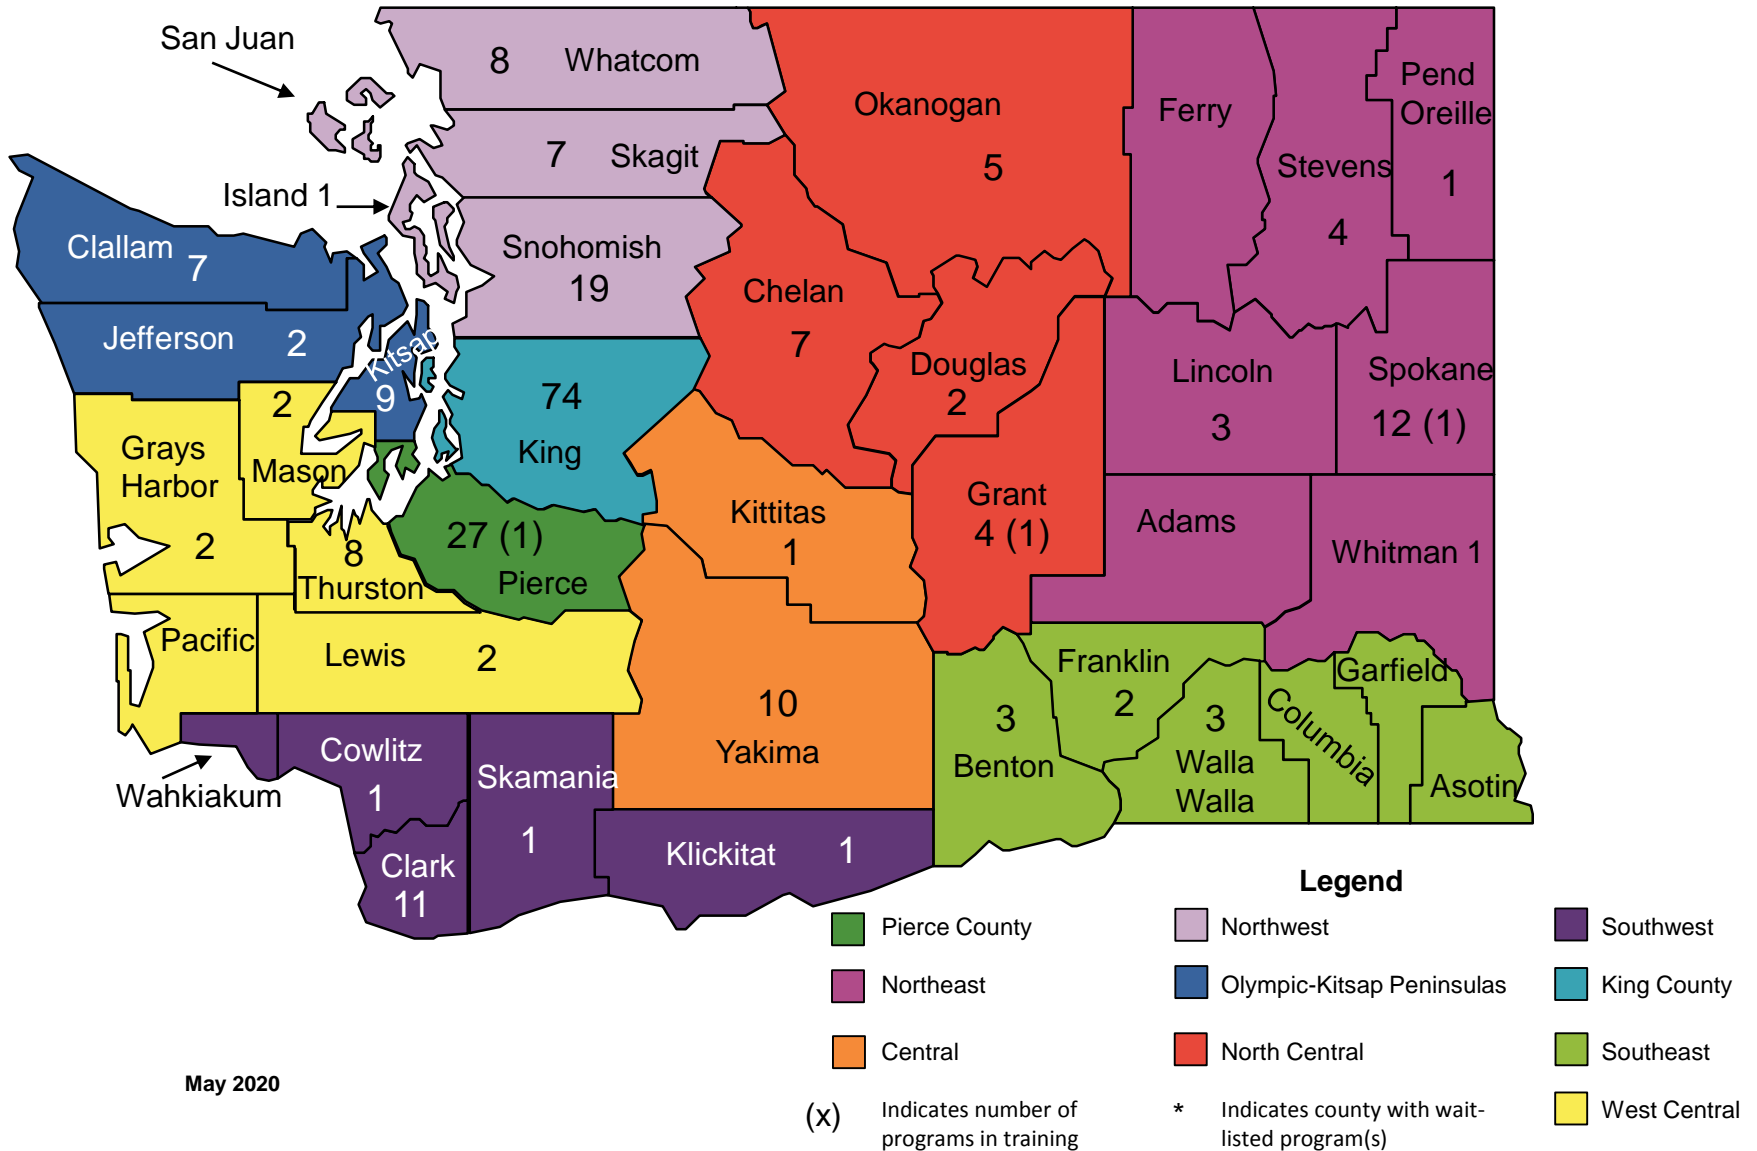 San Juan
8 Whatcom
Okanogan
5
Ferry
Pend
Oreille
1
7 Skagit
Stevens
4
Island 1
Clallam 7
Snohomish
19
Chelan
7
Jefferson 2
Kitsap
9
Douglas
2
Lincoln
3
Spokane
12 (1)
74
King
2
Mason
Grays
Harbor
2
Kittitas
1
Grant
4 (1)
Adams
Whitman 1
27 (1)
Pierce
8
Thurston
Pacific
Lewis 2
10
Yakima
3
Benton
Franklin
2
3
Walla
Walla
Columbia
Garfield
Asotin
Wahkiakum
Cowlitz
1
Skamania
1
Clark
11
Klickitat 1
Legend
Pierce County
Northwest
Southwest
Northeast
Olympic-Kitsap Peninsulas
King County
Central
North Central
Southeast
May 2020
(x) Indicates number of
programs in training
* Indicates county with wait-
listed program(s)
West Central